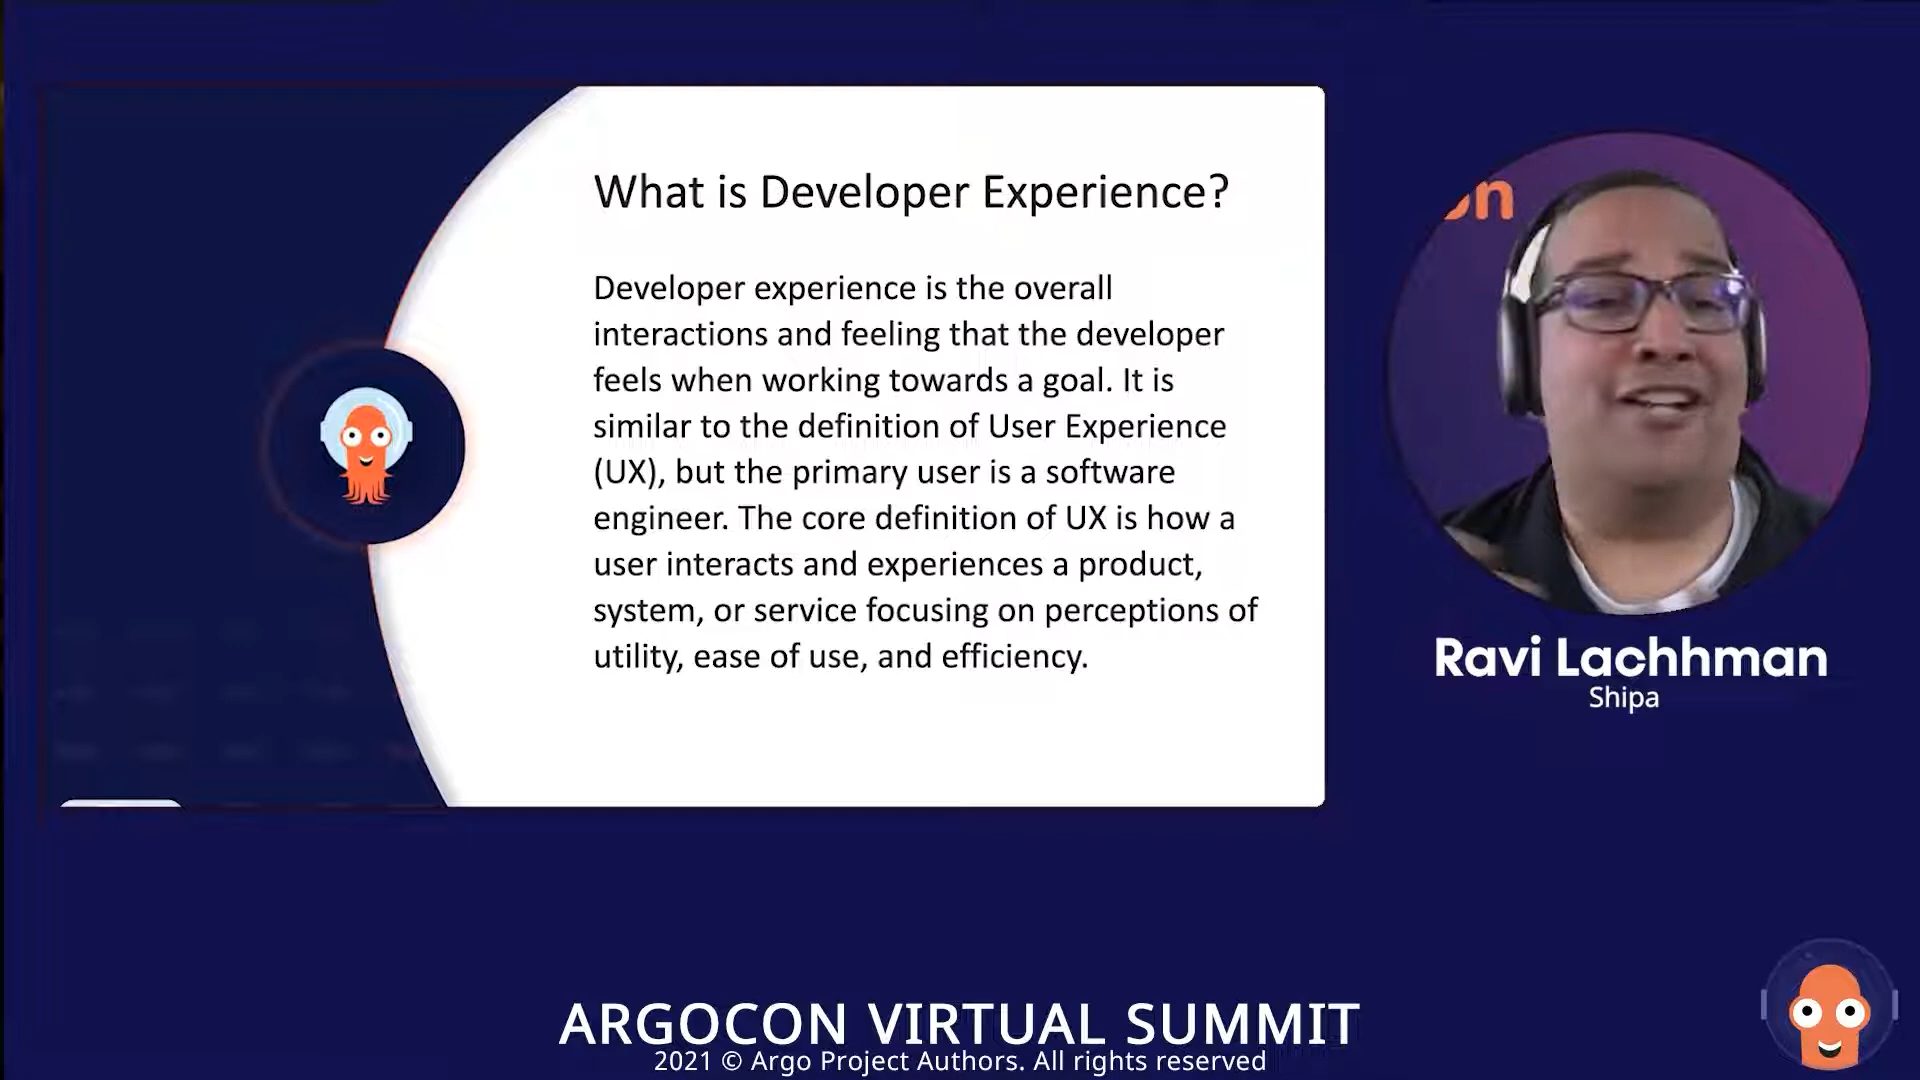 What is Developer Experience?
Developer experience is the overall
interactions and feeling that the developer
feels when working towards a goal. It is
similar to the definition of User Experience
(UX), but the primary user is a software
engineer. The core definition of UX is how a
user interacts and experiences a product,
system, or service focusing on perceptions of
utility, ease of use, and efficiency.
on
Ravi Lachhman
Shipa
ARGOCON VIRTUAL SUMMIT
2021 © Argo Project Authors. All rights reserved